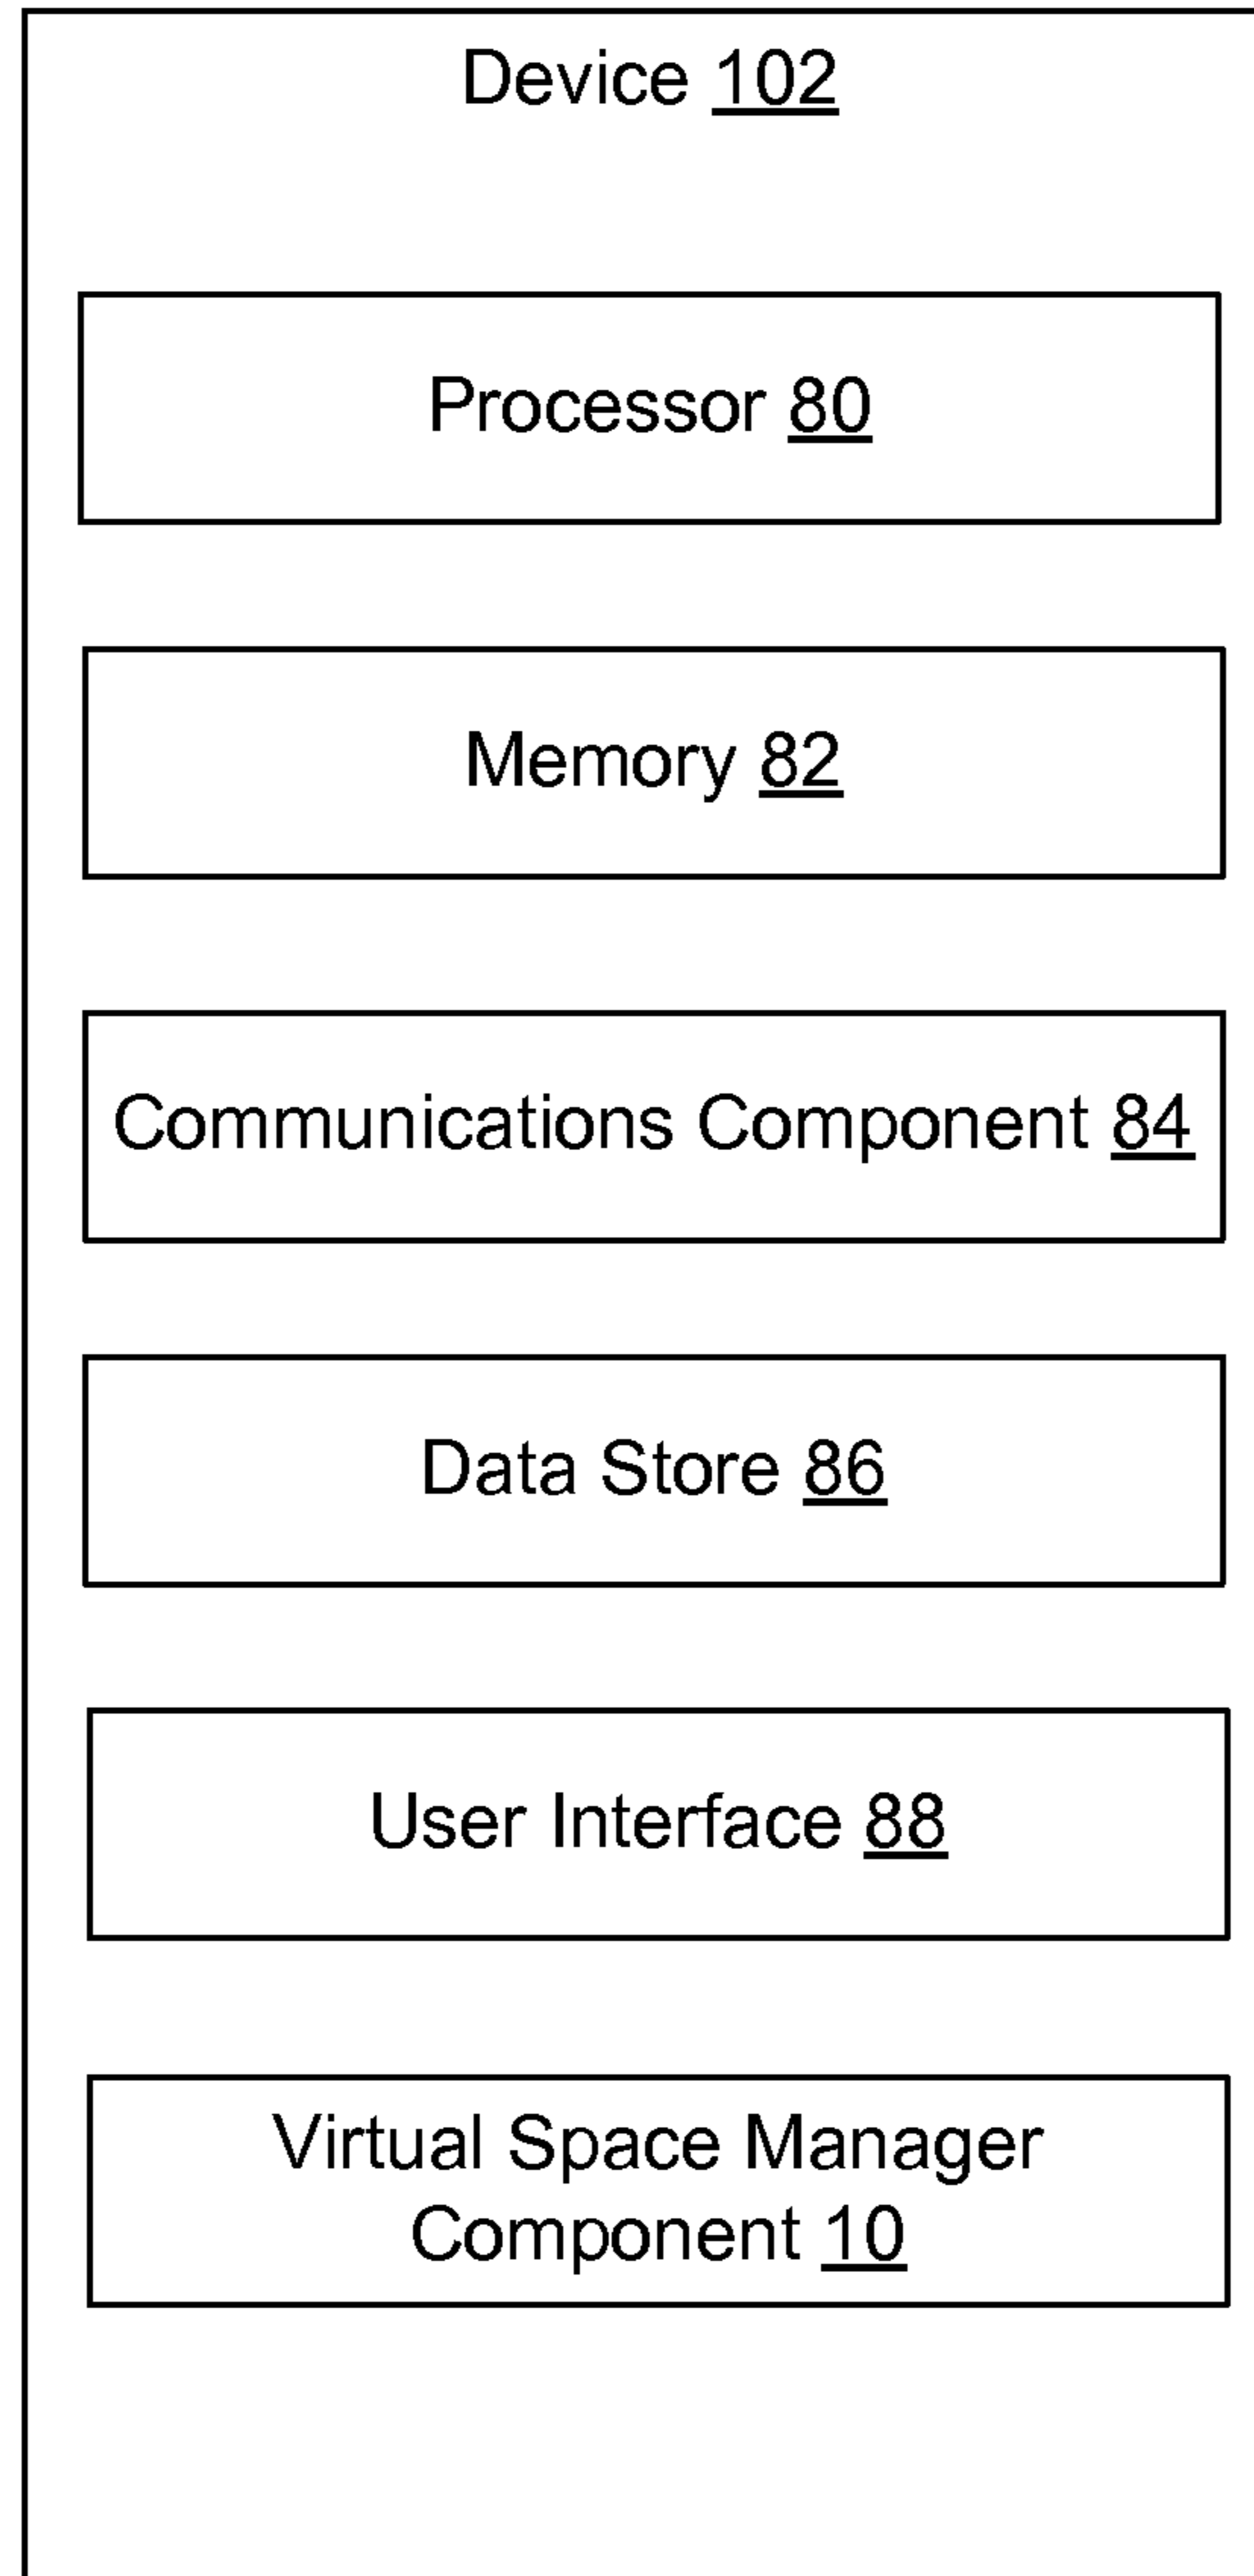 Device 102
Processor 80
Memory 82
Communications Component 84
Data Store 86
User Interface 88
Virtual Space Manager
Component 10